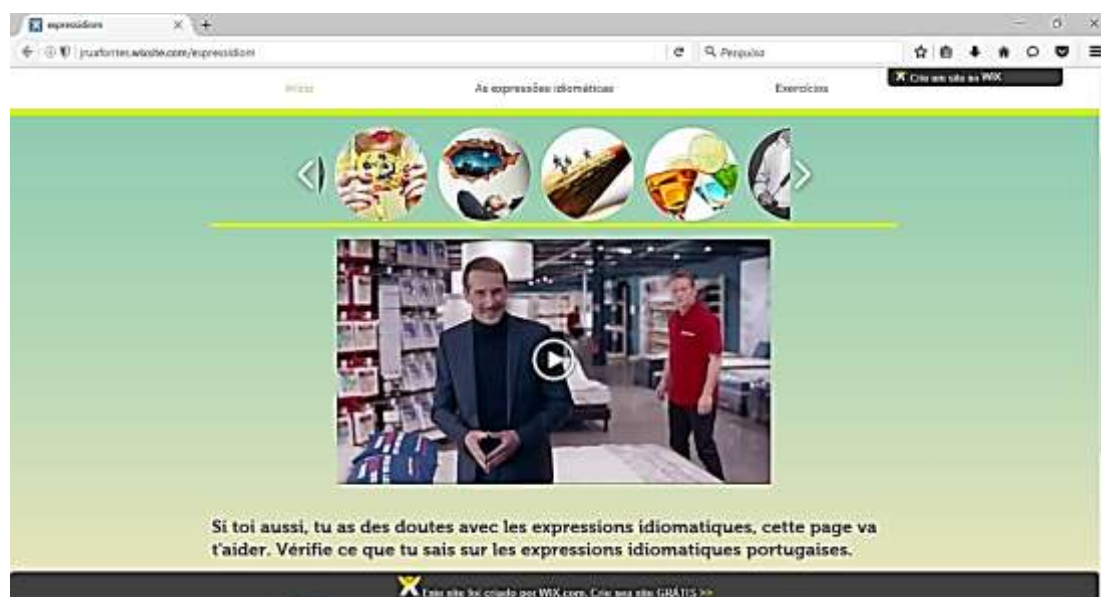 expressidiom
jruafontes.wixsite.com/expressidiom
Pesquisa
Início
As expressões idiomáticas
Exercícios
Crie um site no WIX
Si toi aussi, tu as des doutes avec les expressions idiomatiques, cette page va
t'aider. Vérifie ce que tu sais sur les expressions idiomatiques portugaises.
Este site foi criado por WIX.com. Crie seu site GRÁTIS >>